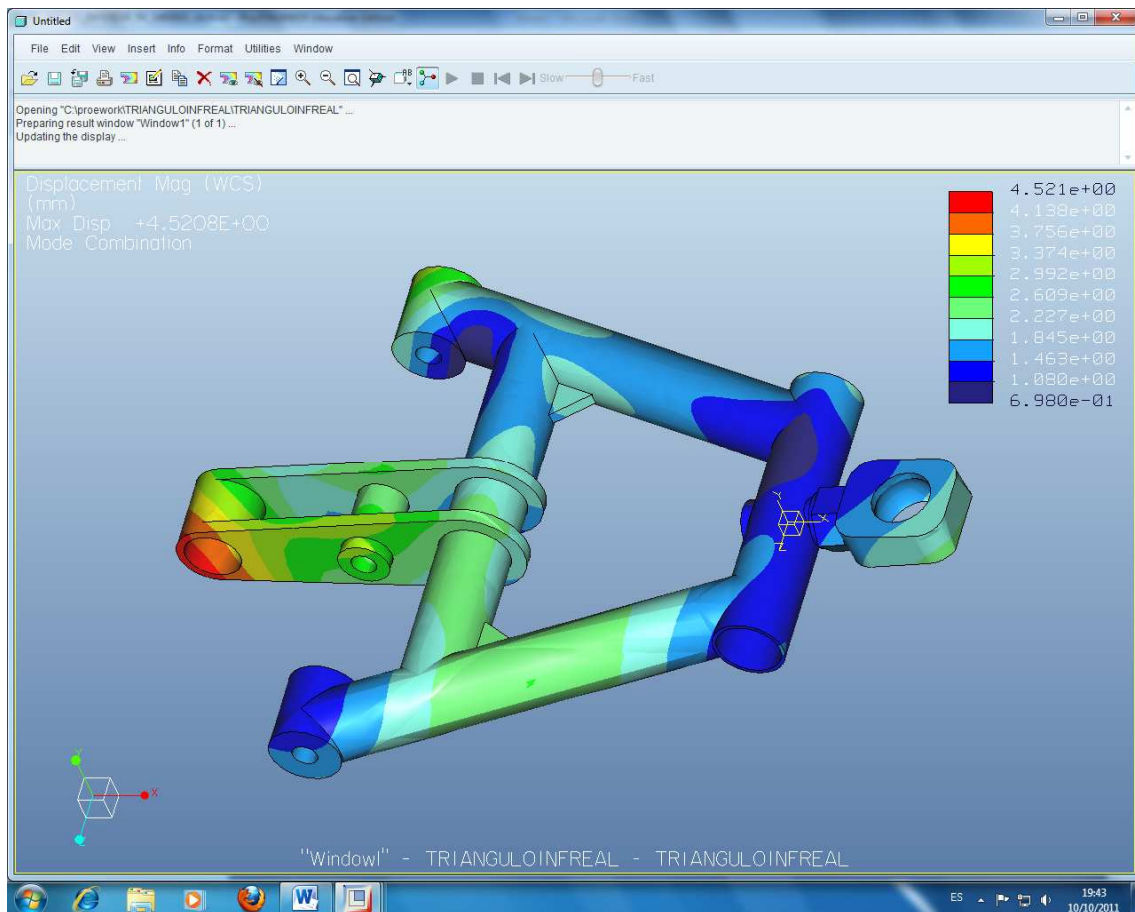 Untitled
File Edit View Insert Info Format Utilities Window
Slow Fast
Opening "C:\proework\TRIANGULOINFREAL\TRIANGULOINFREAL" ...
Preparing result window "Window1" (1 of 1) ...
Updating the display ...
Displacement Mag (WCS)
(mm)
Max Disp +4.5208E+00
Mode Combination
4.521e+00
4.138e+00
3.756e+00
3.374e+00
2.992e+00
2.609e+00
2.227e+00
1.845e+00
1.463e+00
1.080e+00
6.980e-01
Y
X
Z
Y
X
Z
"Window1" - TRIANGULOINFREAL - TRIANGULOINFREAL
ES
19:43
10/10/2011